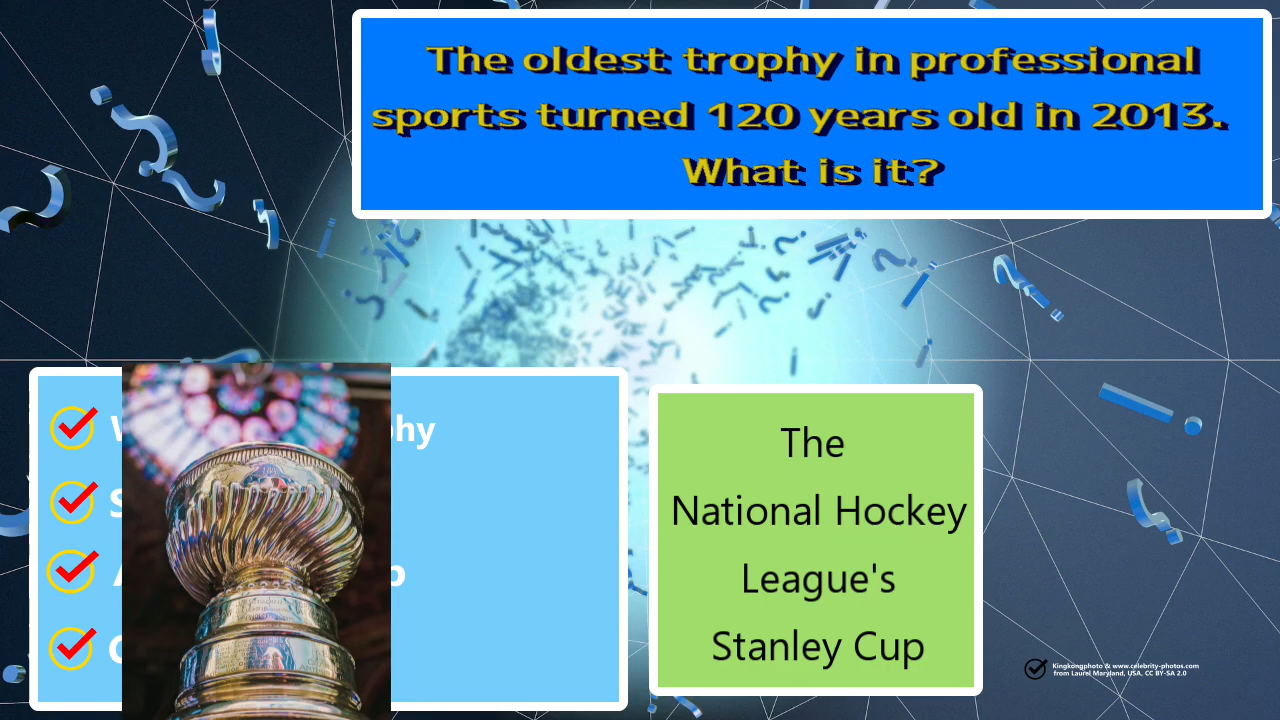 The oldest trophy in professional
sports turned 120 years old in 2013.
What is it?
The
National Hockey
League's
Stanley Cup
Kingkongphoto & www.celebrity-photos.com
from Laurel Maryland, USA, CC BY-SA 2.0